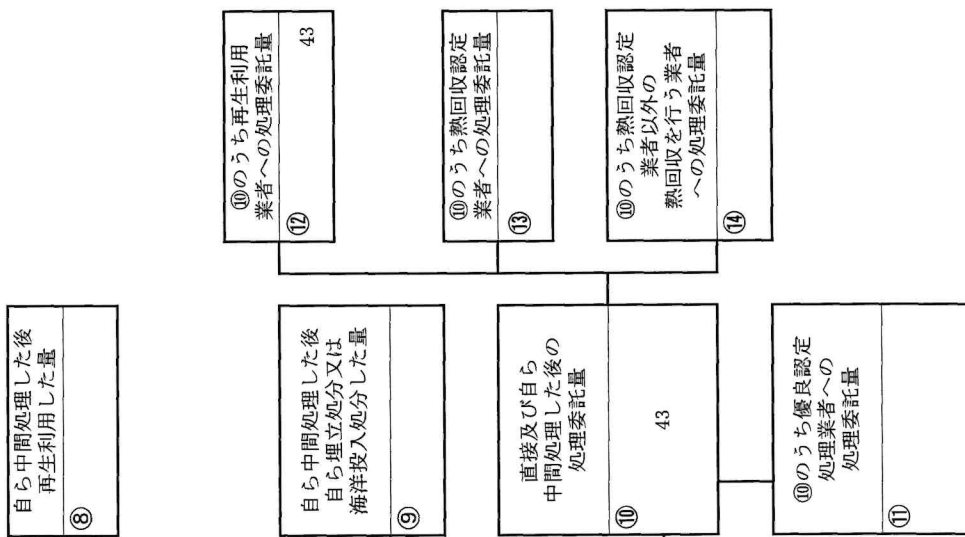 自ら中間処理した後
再生利用した量
⑧
自ら中間処理した後
自ら埋立処分又は
海洋投入処分した量
⑨
直接及び自ら
中間処理した後の
処理委託量
⑩
43
⑩のうち優良認定
処理業者への
処理委託量
⑪
⑩のうち再生利用
業者への処理委託量
⑫
43
⑩のうち熱回収認定
業者への処理委託量
⑬
⑩のうち熱回収認定
業者以外の
熱回収を行う業者
への処理委託量
⑭